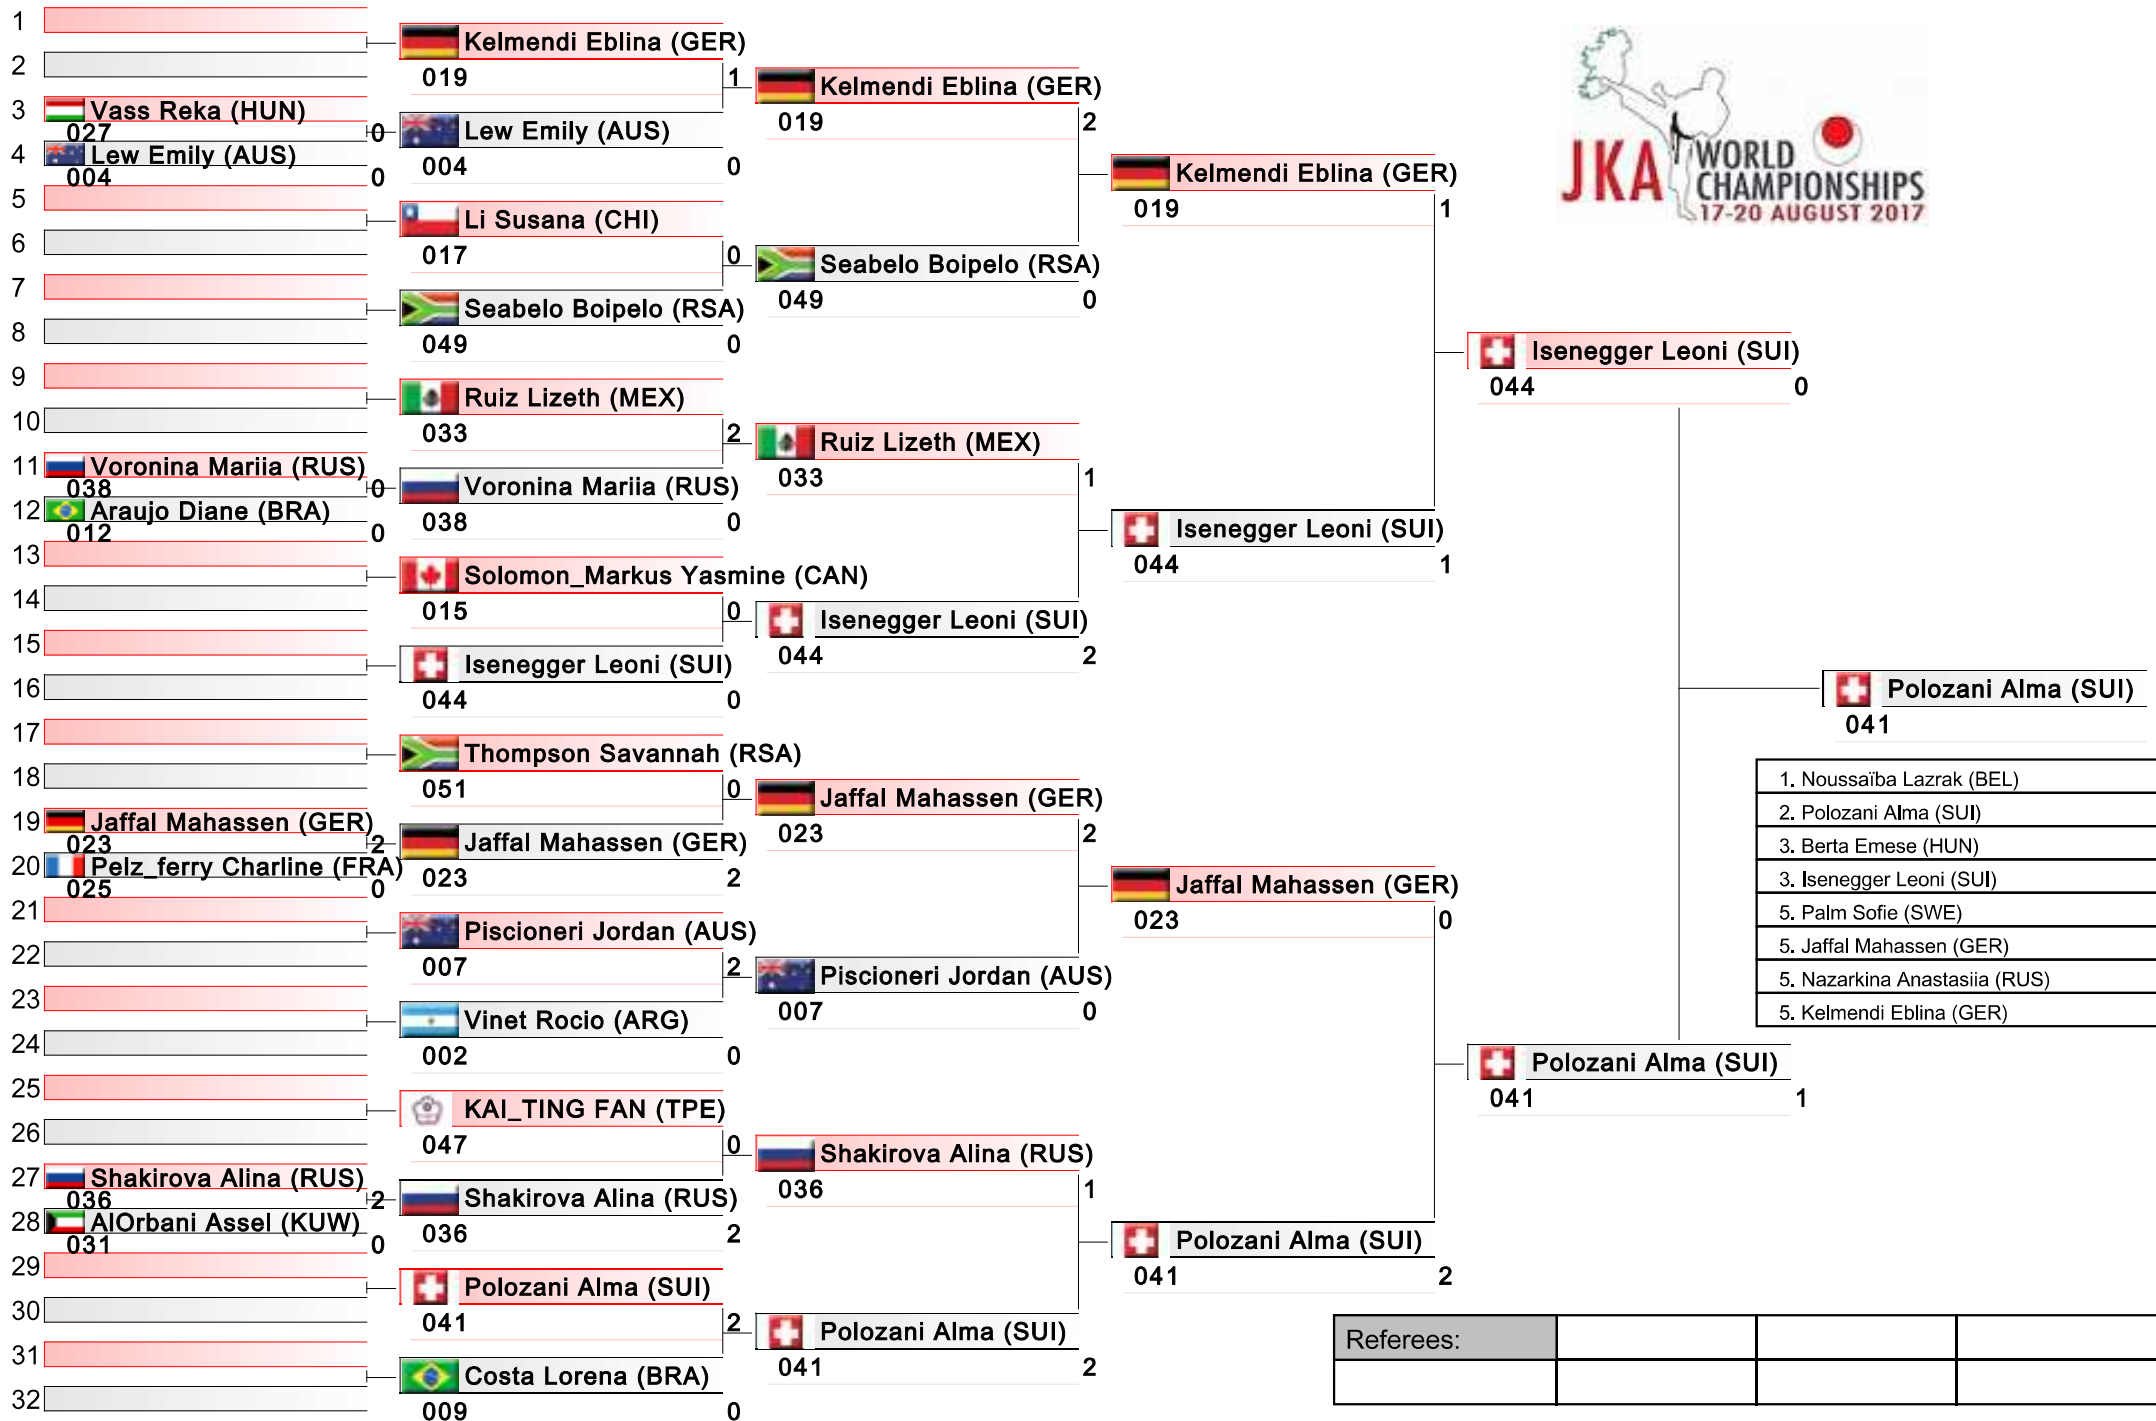 1
2
3 Vass Reka (HUN)
027 0
4 Lew Emily (AUS)
004 0
5
6
7
8
9
10
11 Voronina Mariia (RUS)
038 0
12 Araujo Diane (BRA)
012 0
13
14
15
16
17
18
19 Jaffal Mahassen (GER)
023 2
20 Pelz_ferry Charline (FRA)
025 0
21
22
23
24
25
26
27 Shakirova Alina (RUS)
036 2
28 AlOrbani Assel (KUW)
031 0
29
30
31
32
Kelmendi Eblina (GER)
019 1
Lew Emily (AUS)
004 0
Li Susana (CHI)
017 0
Seabelo Boipelo (RSA)
049 0
Ruiz Lizeth (MEX)
033 2
Voronina Mariia (RUS)
038 0
Solomon_Markus Yasmine (CAN)
015 0
Isenegger Leoni (SUI)
044 0
Thompson Savannah (RSA)
051 0
Jaffal Mahassen (GER)
023 2
Piscioneri Jordan (AUS)
007 2
Vinet Rocio (ARG)
002 0
KAI_TING FAN (TPE)
047 0
Shakirova Alina (RUS)
036 2
Polozani Alma (SUI)
041 2
Costa Lorena (BRA)
009 0
Kelmendi Eblina (GER)
019 2
Seabelo Boipelo (RSA)
049 0
Ruiz Lizeth (MEX)
033 1
Isenegger Leoni (SUI)
044 2
Jaffal Mahassen (GER)
023 2
Piscioneri Jordan (AUS)
007 0
Shakirova Alina (RUS)
036 1
Polozani Alma (SUI)
041 2
Kelmendi Eblina (GER)
019 1
Isenegger Leoni (SUI)
044 1
Jaffal Mahassen (GER)
023 0
Polozani Alma (SUI)
041 2
Isenegger Leoni (SUI)
044 0
Polozani Alma (SUI)
041 1
JKA WORLD
CHAMPIONSHIPS
17-20 AUGUST 2017
Polozani Alma (SUI)
041
1. Noussaïba Lazrak (BEL)
2. Polozani Alma (SUI)
3. Berta Emese (HUN)
3. Isenegger Leoni (SUI)
5. Palm Sofie (SWE)
5. Jaffal Mahassen (GER)
5. Nazarkina Anastasiia (RUS)
5. Kelmendi Eblina (GER)
Referees: